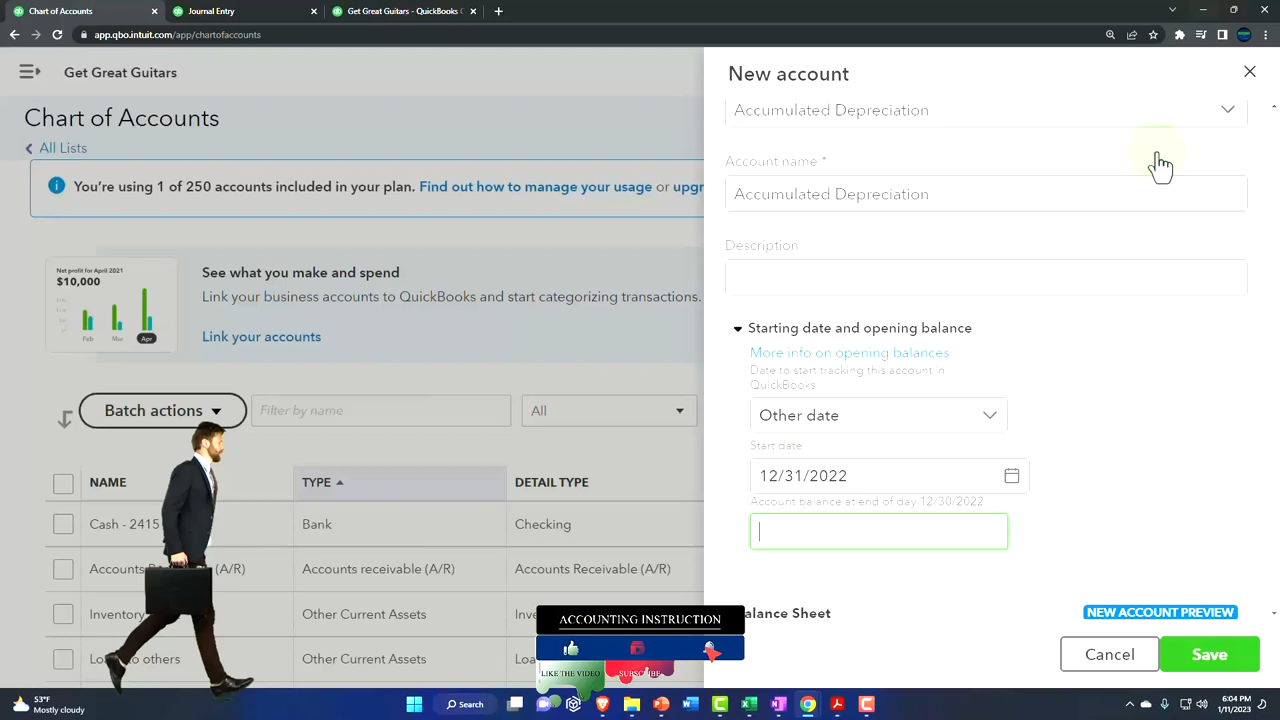 Chart of Accounts
Journal Entry
Get Great Guitars - QuickBooks
app.qbo.intuit.com/app/chartofaccounts
Get Great Guitars
Chart of Accounts
All Lists
You're using 1 of 250 accounts included in your plan. Find out how to manage your usage or upgr
Net profit for April 2021
$10,000
Feb Mar Apr
See what you make and spend
Link your business accounts to QuickBooks and start categorizing transactions.
Link your accounts
Batch actions
Filter by name
All
NAME TYPE DETAIL TYPE
Cash - 2415 Bank Checking
Accounts (A/R) Accounts receivable (A/R) Accounts Receivable (A/R)
Inventory Other Current Assets
to others Other Current Assets
New account
Accumulated Depreciation
Account name *
Accumulated Depreciation
Description
Starting date and opening balance
More info on opening balances
Date to start tracking this account in
QuickBooks
Other date
Start date
12/31/2022
Account balance at end of day 12/30/2022
alance Sheet
NEW ACCOUNT PREVIEW
Cancel
Save
ACCOUNTING INSTRUCTION
LIKE THE VIDEO
SUBSCRIBE
53°F
Mostly cloudy
Search
6:04 PM
1/11/2023